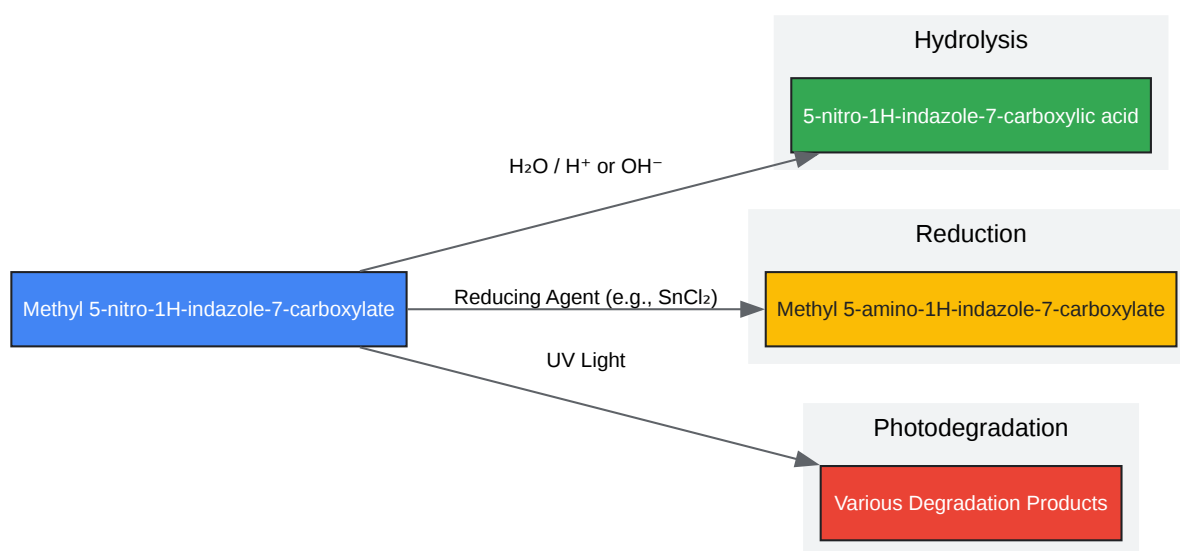 Hydrolysis
5-nitro-1H-indazole-7-carboxylic acid
H₂O / H⁺ or OH⁻
Reduction
Methyl 5-nitro-1H-indazole-7-carboxylate
Reducing Agent (e.g., SnCl₂)
Methyl 5-amino-1H-indazole-7-carboxylate
UV Light
Photodegradation
Various Degradation Products